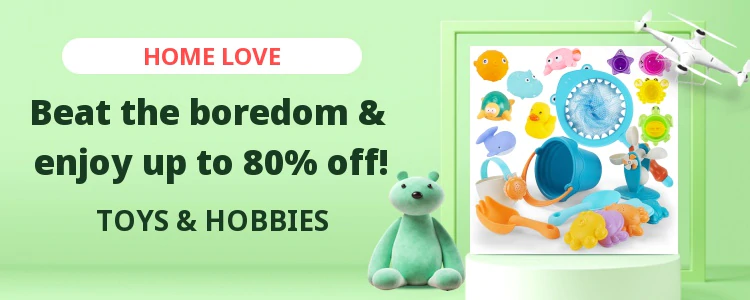 HOME LOVE
Beat the boredom &
enjoy up to 80% off!
TOYS & HOBBIES